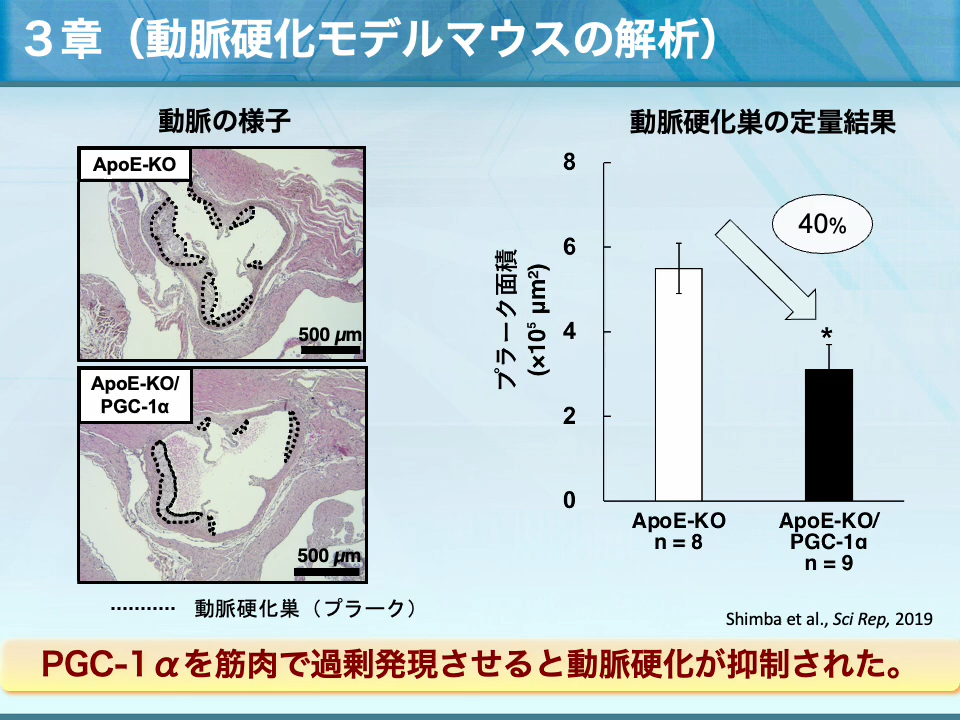 ３章（動脈硬化モデルマウスの解析）
動脈の様子
ApoE-KO
500 µm
ApoE-KO/
PGC-1α
500 µm
………… 動脈硬化巣（プラーク）
動脈硬化巣の定量結果
プラーク面積
(×10⁵ µm²)
8
6
4
2
0
40%
*
ApoE-KO
n = 8
ApoE-KO/
PGC-1α
n = 9
Shimba et al., Sci Rep, 2019
PGC-1αを筋肉で過剰発現させると動脈硬化が抑制された。